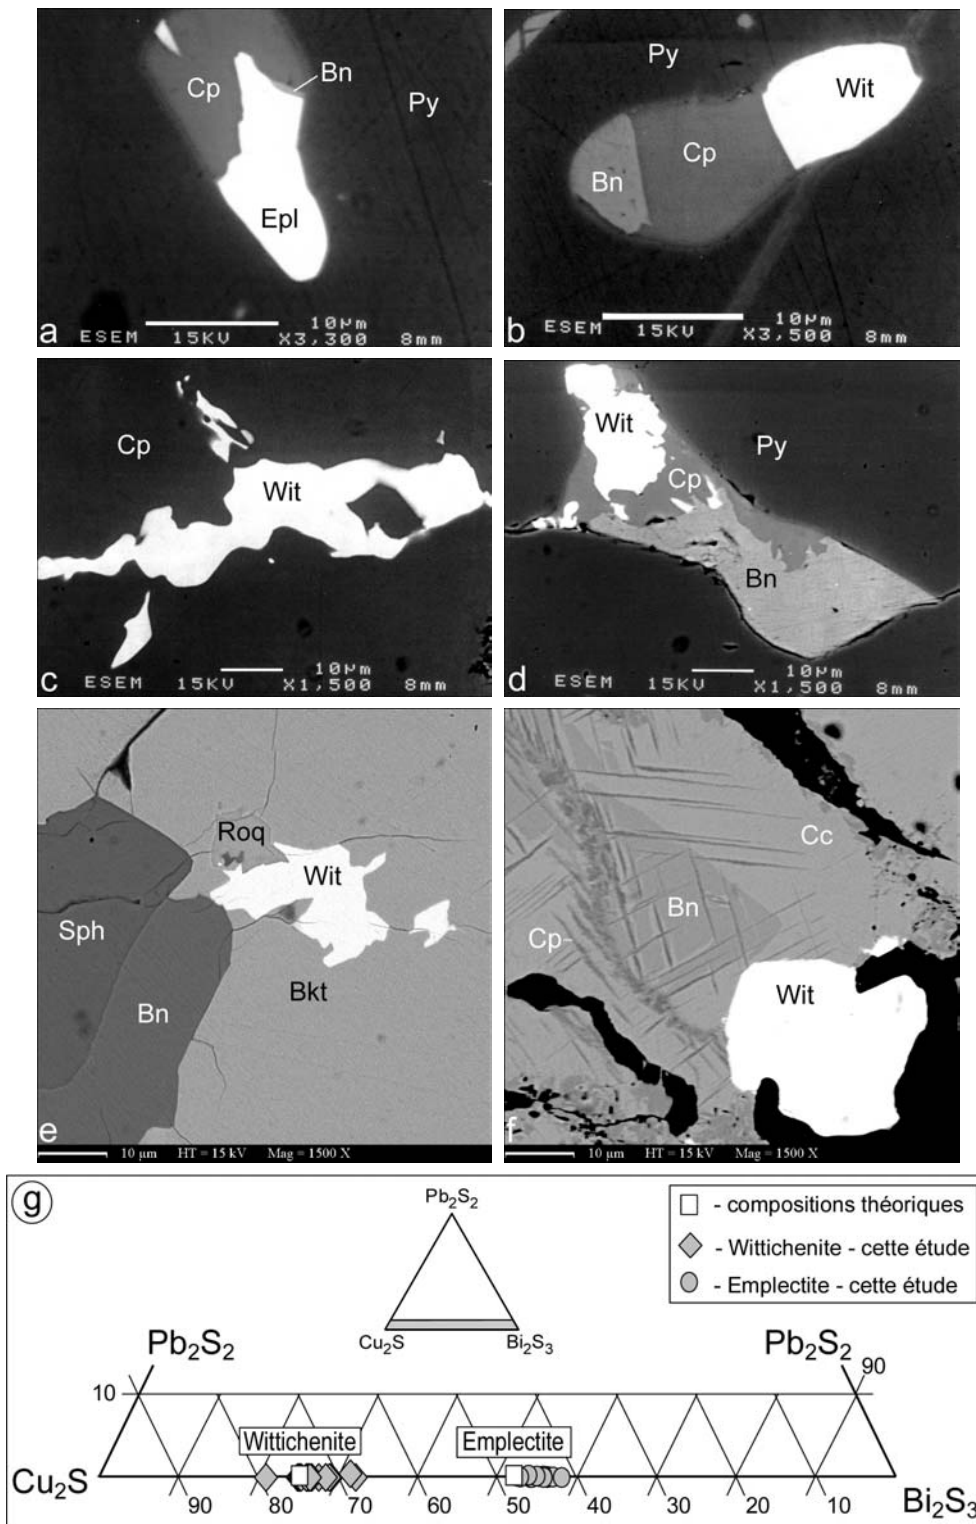 Cp
Bn
Py
Epl
a
10µm
ESEM 15KV X3,300 8mm
Py
Wit
Cp
Bn
b
10µm
ESEM 15KV X3,500 8mm
Cp
Wit
c
10µm
ESEM 15KV X1,500 8mm
Wit
Cp
Py
Bn
d
10µm
ESEM 15KV X1,500 8mm
Roq
Wit
Sph
Bn
Bkt
e
10 µm HT = 15 kV Mag = 1500 X
Cc
Bn
Cp
Wit
f
10 µm HT = 15 kV Mag = 1500 X
g
Pb2S2
Cu2S Bi2S3
- compositions théoriques
- Wittichenite - cette étude
- Emplectite - cette étude
Pb2S2 Pb2S2
10 90
Wittichenite Emplectite
Cu2S Bi2S3
90 80 70 60 50 40 30 20 10